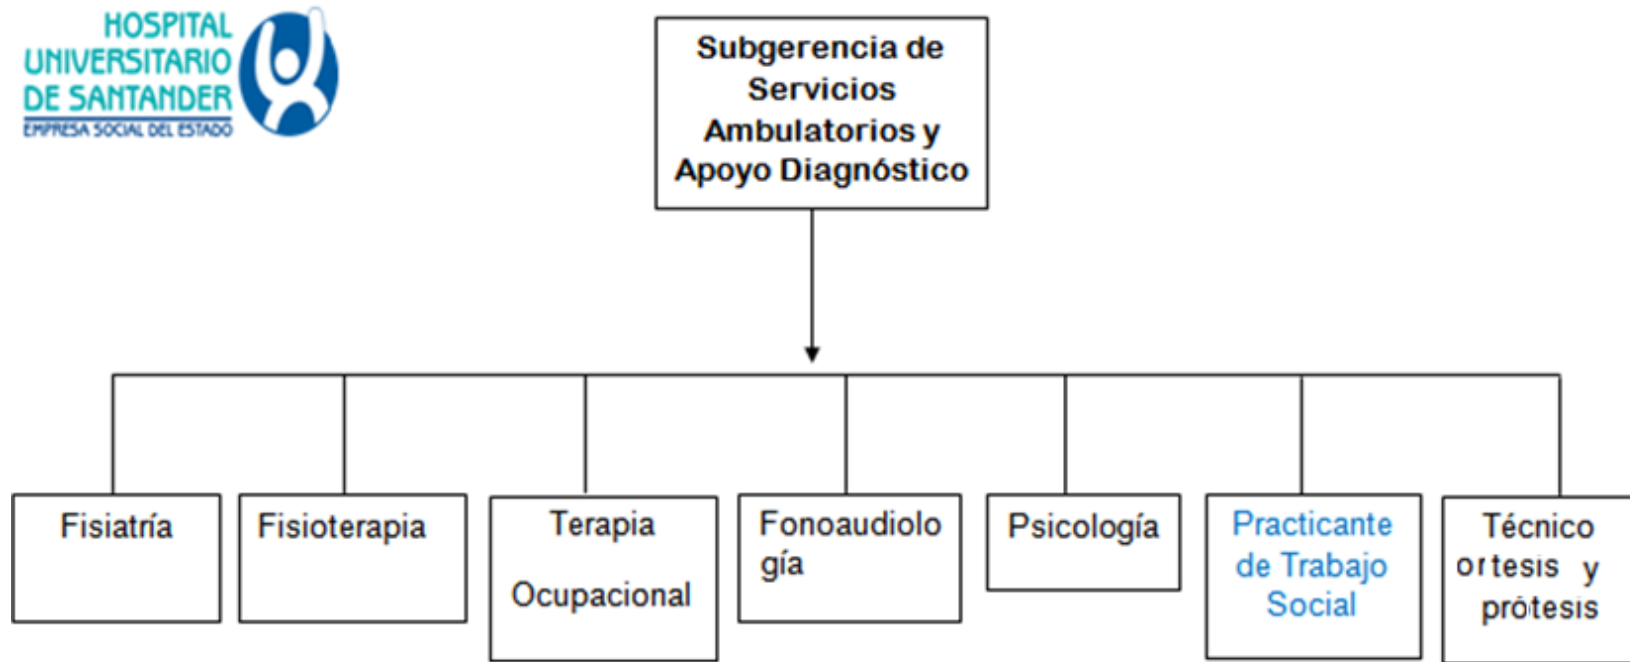 HOSPITAL
UNIVERSITARIO
DE SANTANDER
EMPRESA SOCIAL DEL ESTADO
Subgerencia de
Servicios
Ambulatorios y
Apoyo Diagnóstico
Fisiatría
Fisioterapia
Terapia
Ocupacional
Fonoaudiolo
gía
Psicología
Practicante
de Trabajo
Social
Técnico
ortesis y
prótesis